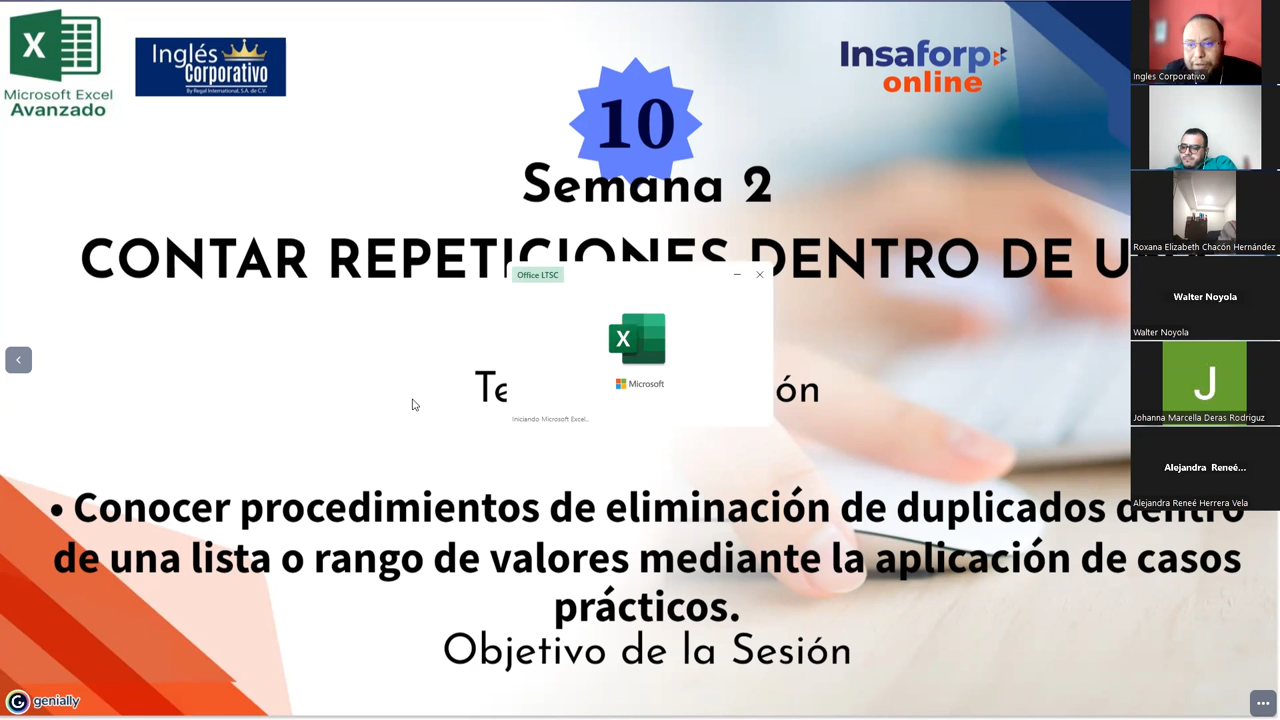 Microsoft Excel
Avanzado
Inglés
Corporativo
By Regal International, S.A. de C.V.
Insaforp
online
10
Semana 2
CONTAR REPETICIONES DENTRO DE U
Office LTSC
X
Microsoft
Iniciando Microsoft Excel...
Te
ón
• Conocer procedimientos de eliminación de duplicados dentro
de una lista o rango de valores mediante la aplicación de casos
prácticos.
Objetivo de la Sesión
genially
Ingles Corporativo
Roxana Elizabeth Chacón Hernández
Walter Noyola
Walter Noyola
J
Johanna Marcella Deras Rodríguz
Alejandra Reneé...
Alejandra Reneé Herrera Vela